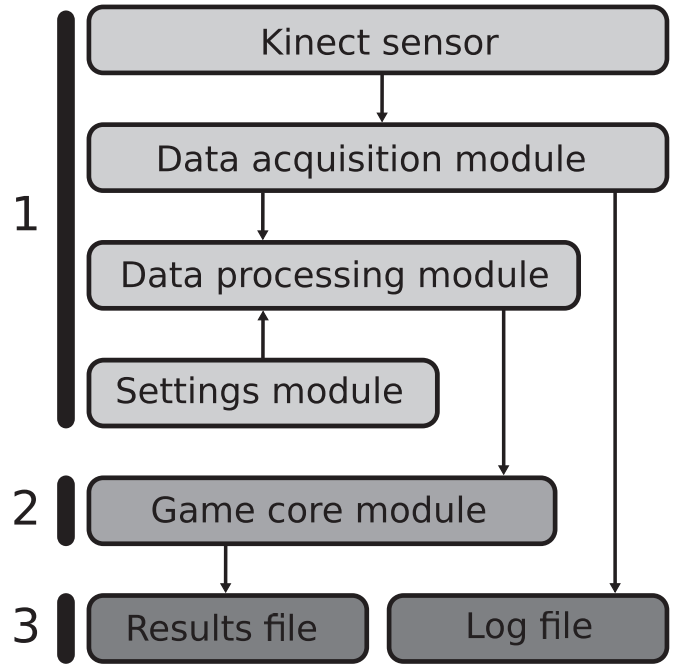 Kinect sensor
Data acquisition module
1
Data processing module
Settings module
2
Game core module
3
Results file
Log file